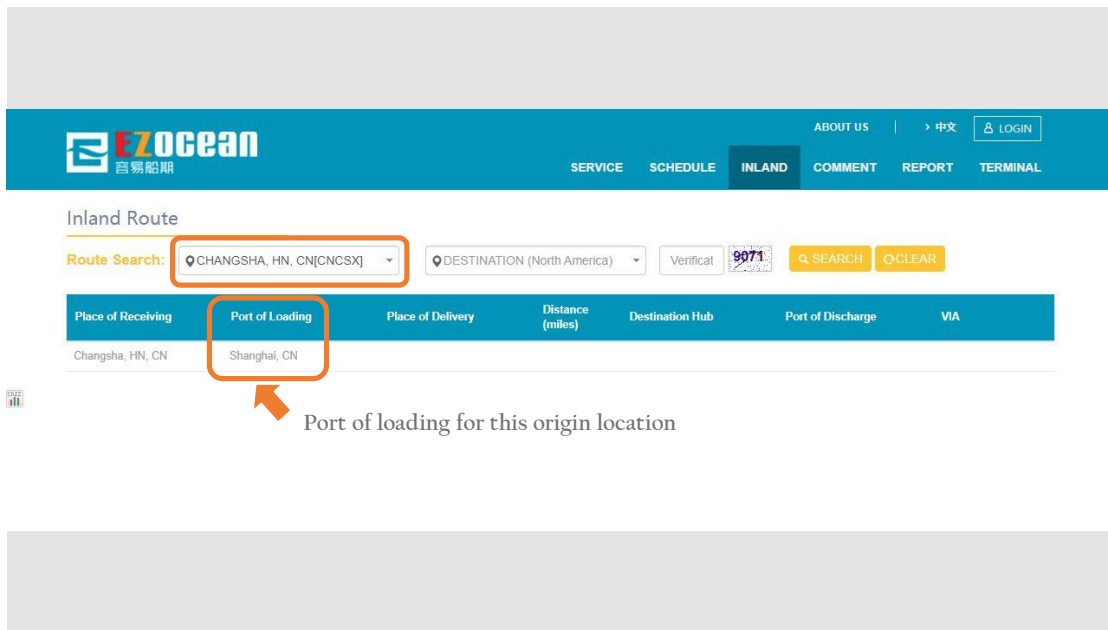 ABOUT US | > 中文 LOGIN
EZocean
容易船期
SERVICE SCHEDULE INLAND COMMENT REPORT TERMINAL
Inland Route
Route Search: CHANGSHA, HN, CN[CNCSX] DESTINATION (North America) Verificat 9071 SEARCH CLEAR
Place of Receiving Port of Loading Place of Delivery Distance (miles) Destination Hub Port of Discharge VIA
Changsha, HN, CN Shanghai, CN
cnzz
Port of loading for this origin location